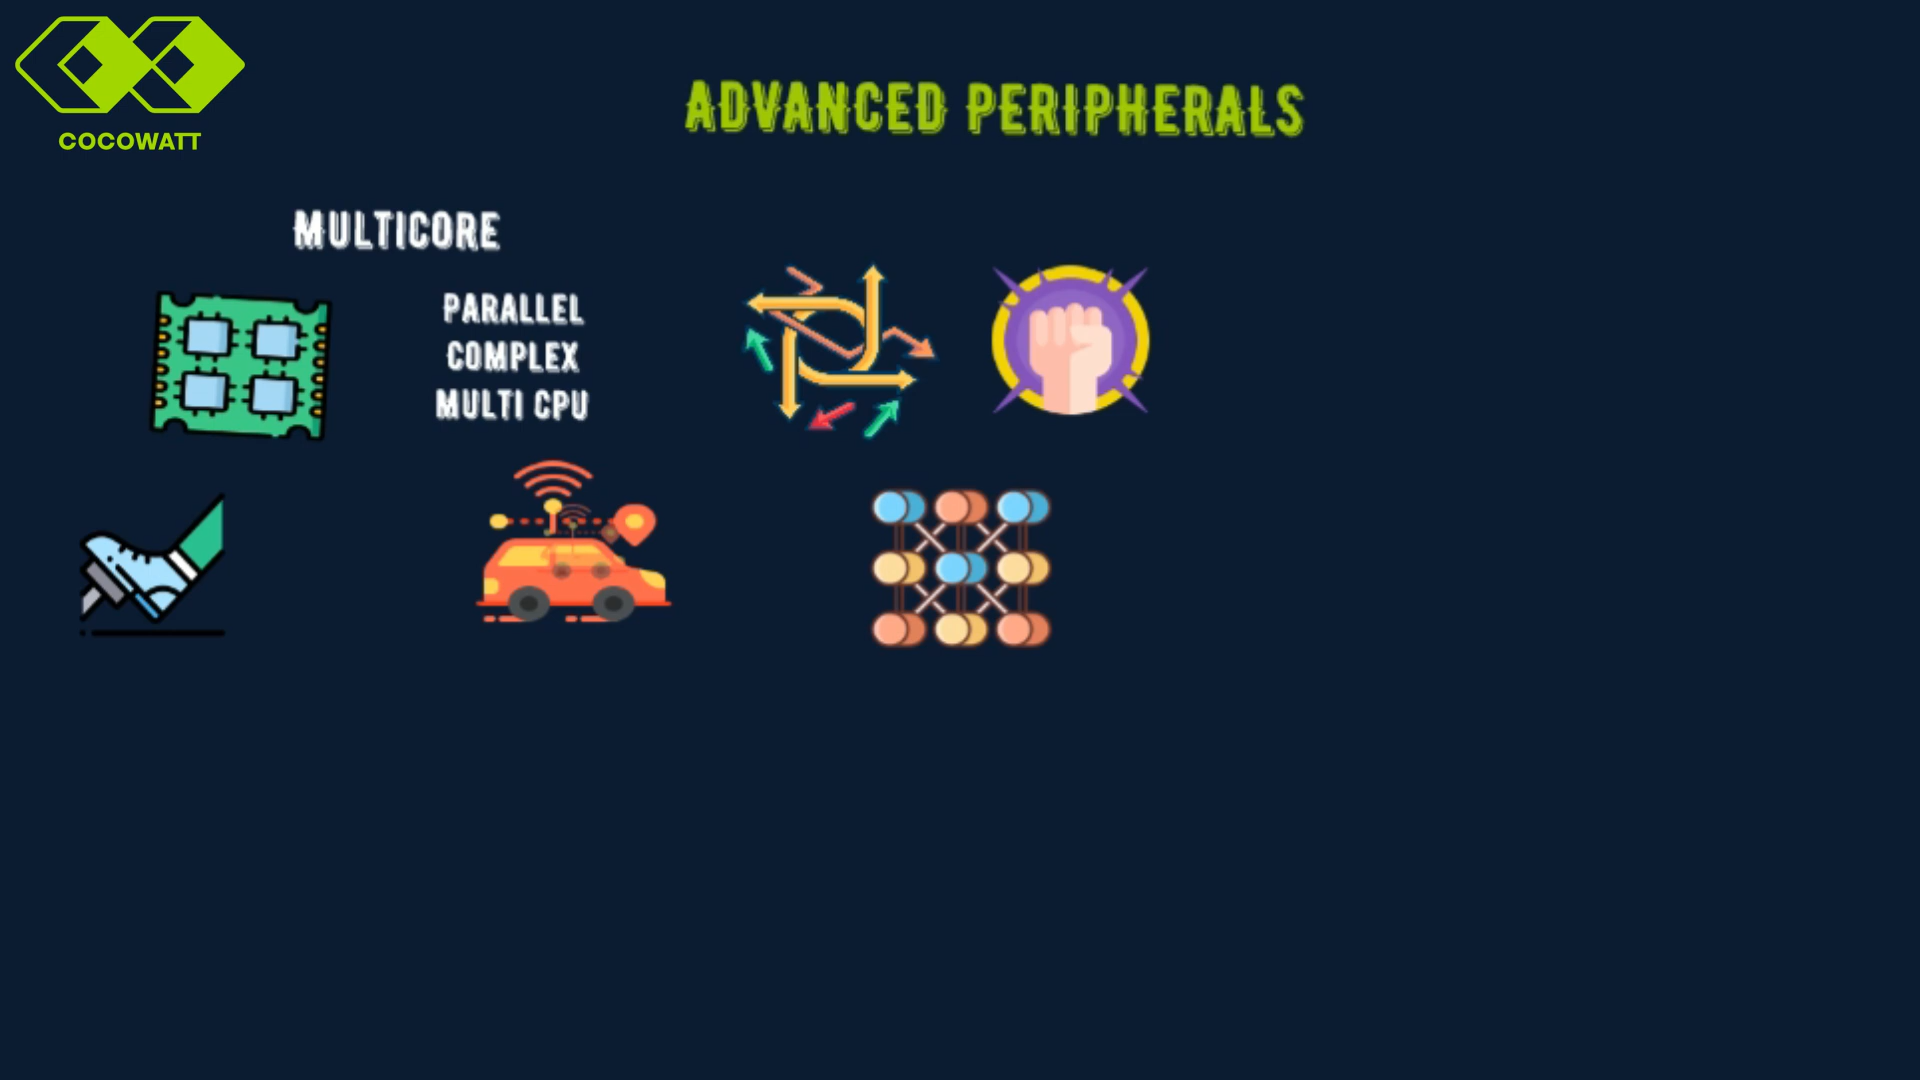 COCOWATT
ADVANCED PERIPHERALS
MULTICORE
PARALLEL
COMPLEX
MULTI CPU